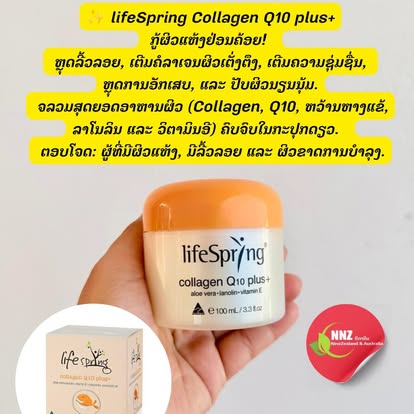 ✨ lifeSpring Collagen Q10 plus+
ກູ້ຜິວແຫ້ງຢ່ອນຄ້ອຍ!
ຫຼຸດລິ້ວລອຍ, ເຕີມຄໍລາເຈນຜິວເຕັ່ງຕຶງ, ເຕີມຄວາມຊຸ່ມຊື່ນ,
ຫຼຸດການອັກເສບ, ແລະ ປັບຜິວນຽນນຸ້ມ.
ຈລວມສຸດຍອດອາຫານຜິວ (Collagen, Q10, ຫວ້ານຫາງແຂ້,
ລາໂນລິນ ແລະ ວິຕາມິນອີ) ຄົບຈົບໃນກະປຸກດຽວ.
ຕອບໂຈດ: ຜູ້ທີ່ມີຜິວແຫ້ງ, ມີລິ້ວລອຍ ແລະ ຜິວຂາດການບຳລຸງ.
lifeSpring®
collagen Q10 plus+
aloe vera • lanolin • vitamin E
e 100 mL / 3.3 fl.oz
NNZ
NewZealand & Australia
life spring
collagen q10 plus+